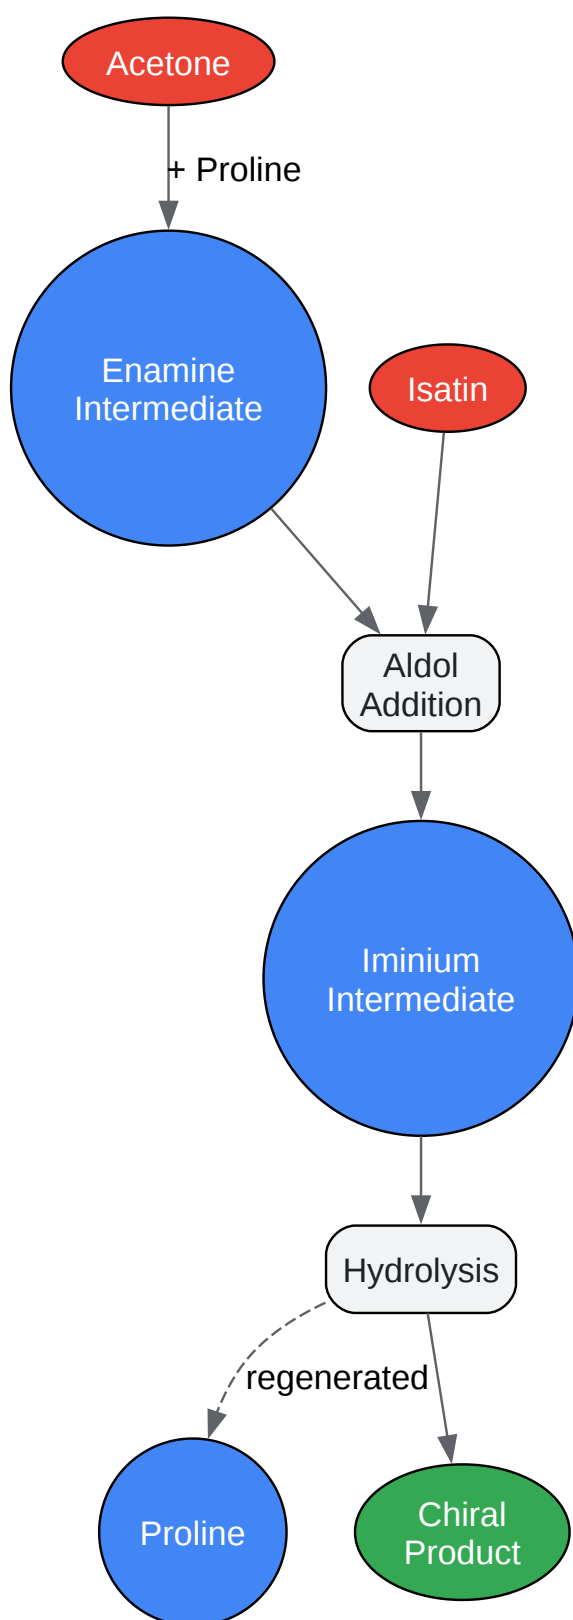 Acetone
+ Proline
Enamine
Intermediate
Isatin
Aldol
Addition
Iminium
Intermediate
Hydrolysis
regenerated
Proline
Chiral
Product